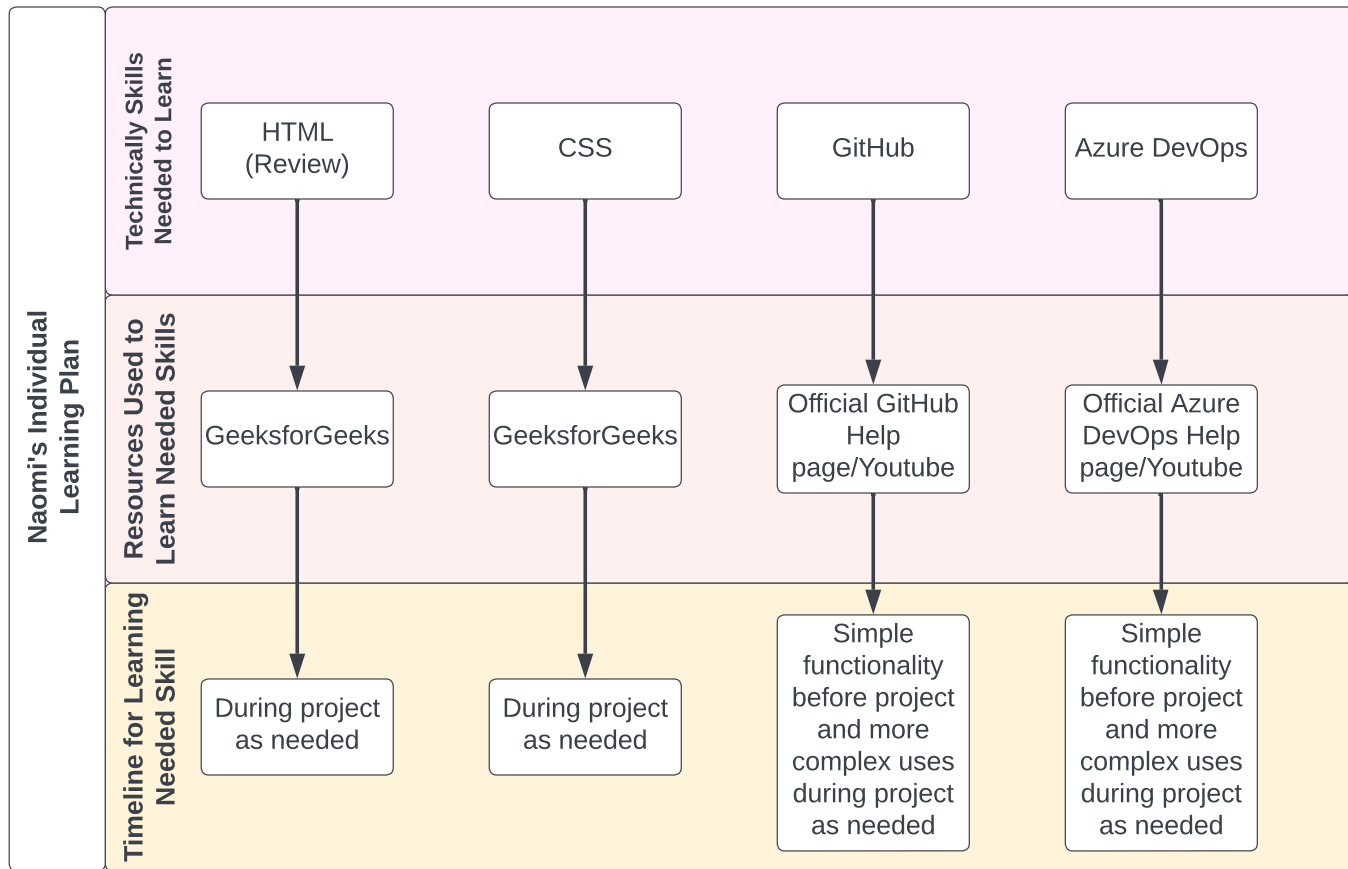 Naomi's Individual
Learning Plan
Technically Skills
Needed to Learn
HTML
(Review)
CSS
GitHub
Azure DevOps
Resources Used to
Learn Needed Skills
GeeksforGeeks
GeeksforGeeks
Official GitHub
Help
page/Youtube
Official Azure
DevOps Help
page/Youtube
Timeline for Learning
Needed Skill
During project
as needed
During project
as needed
Simple
functionality
before project
and more
complex uses
during project
as needed
Simple
functionality
before project
and more
complex uses
during project
as needed